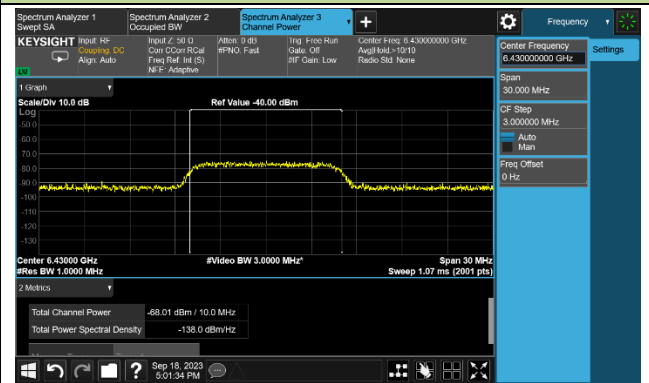 Spectrum Analyzer 1
Swept SA
Spectrum Analyzer 2
Occupied BW
Spectrum Analyzer 3
Channel Power
Frequency
KEYSIGHT
Input: RF
Coupling: DC
Align: Auto
Input Z: 50 Ω
Corr CCorr RCal
Freq Ref: Int (S)
NFE: Adaptive
Atten: 0 dB
#PNO: Fast
Trig: Free Run
Gate: Off
#IF Gain: Low
Center Freq: 6.430000000 GHz
Avg|Hold:>10/10
Radio Std: None
LV
Center Frequency
6.430000000 GHz
Settings
Span
30.000 MHz
CF Step
3.000000 MHz
Auto
Man
Freq Offset
0 Hz
1 Graph
Scale/Div 10.0 dB
Ref Value -40.00 dBm
Log
-50.0
-60.0
-70.0
-80.0
-90.0
-100
-110
-120
-130
Center 6.43000 GHz
#Video BW 3.0000 MHz*
Span 30 MHz
#Res BW 1.0000 MHz
Sweep 1.07 ms (2001 pts)
2 Metrics
Total Channel Power -68.01 dBm / 10.0 MHz
Total Power Spectral Density -138.0 dBm/Hz
Sep 18, 2023
5:01:34 PM